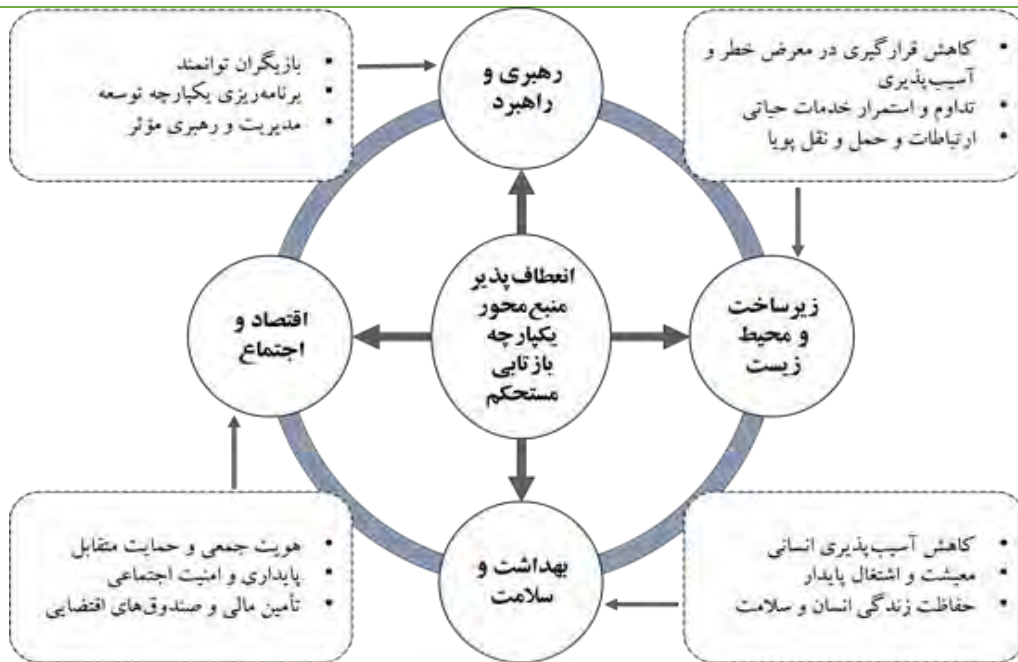 رهبری و
راهبرد
کاهش قرارگیری در معرض خطر و
آسیب‌پذیری
تداوم و استمرار خدمات حیاتی
ارتباطات و حمل و نقل پویا
بازیگران توانمند
برنامه‌ریزی یکپارچه توسعه
مدیریت و رهبری مؤثر
زیرساخت
و محیط
زیست
انعطاف‌پذیر
منبع‌محور
یکپارچه
بازتابی
مستحکم
اقتصاد و
اجتماع
کاهش آسیب‌پذیری انسانی
معیشت و اشتغال پایدار
حفاظت زندگی انسان و سلامت
بهداشت و
سلامت
هویت جمعی و حمایت متقابل
پایداری و امنیت اجتماعی
تأمین مالی و صندوق‌های اقتضایی